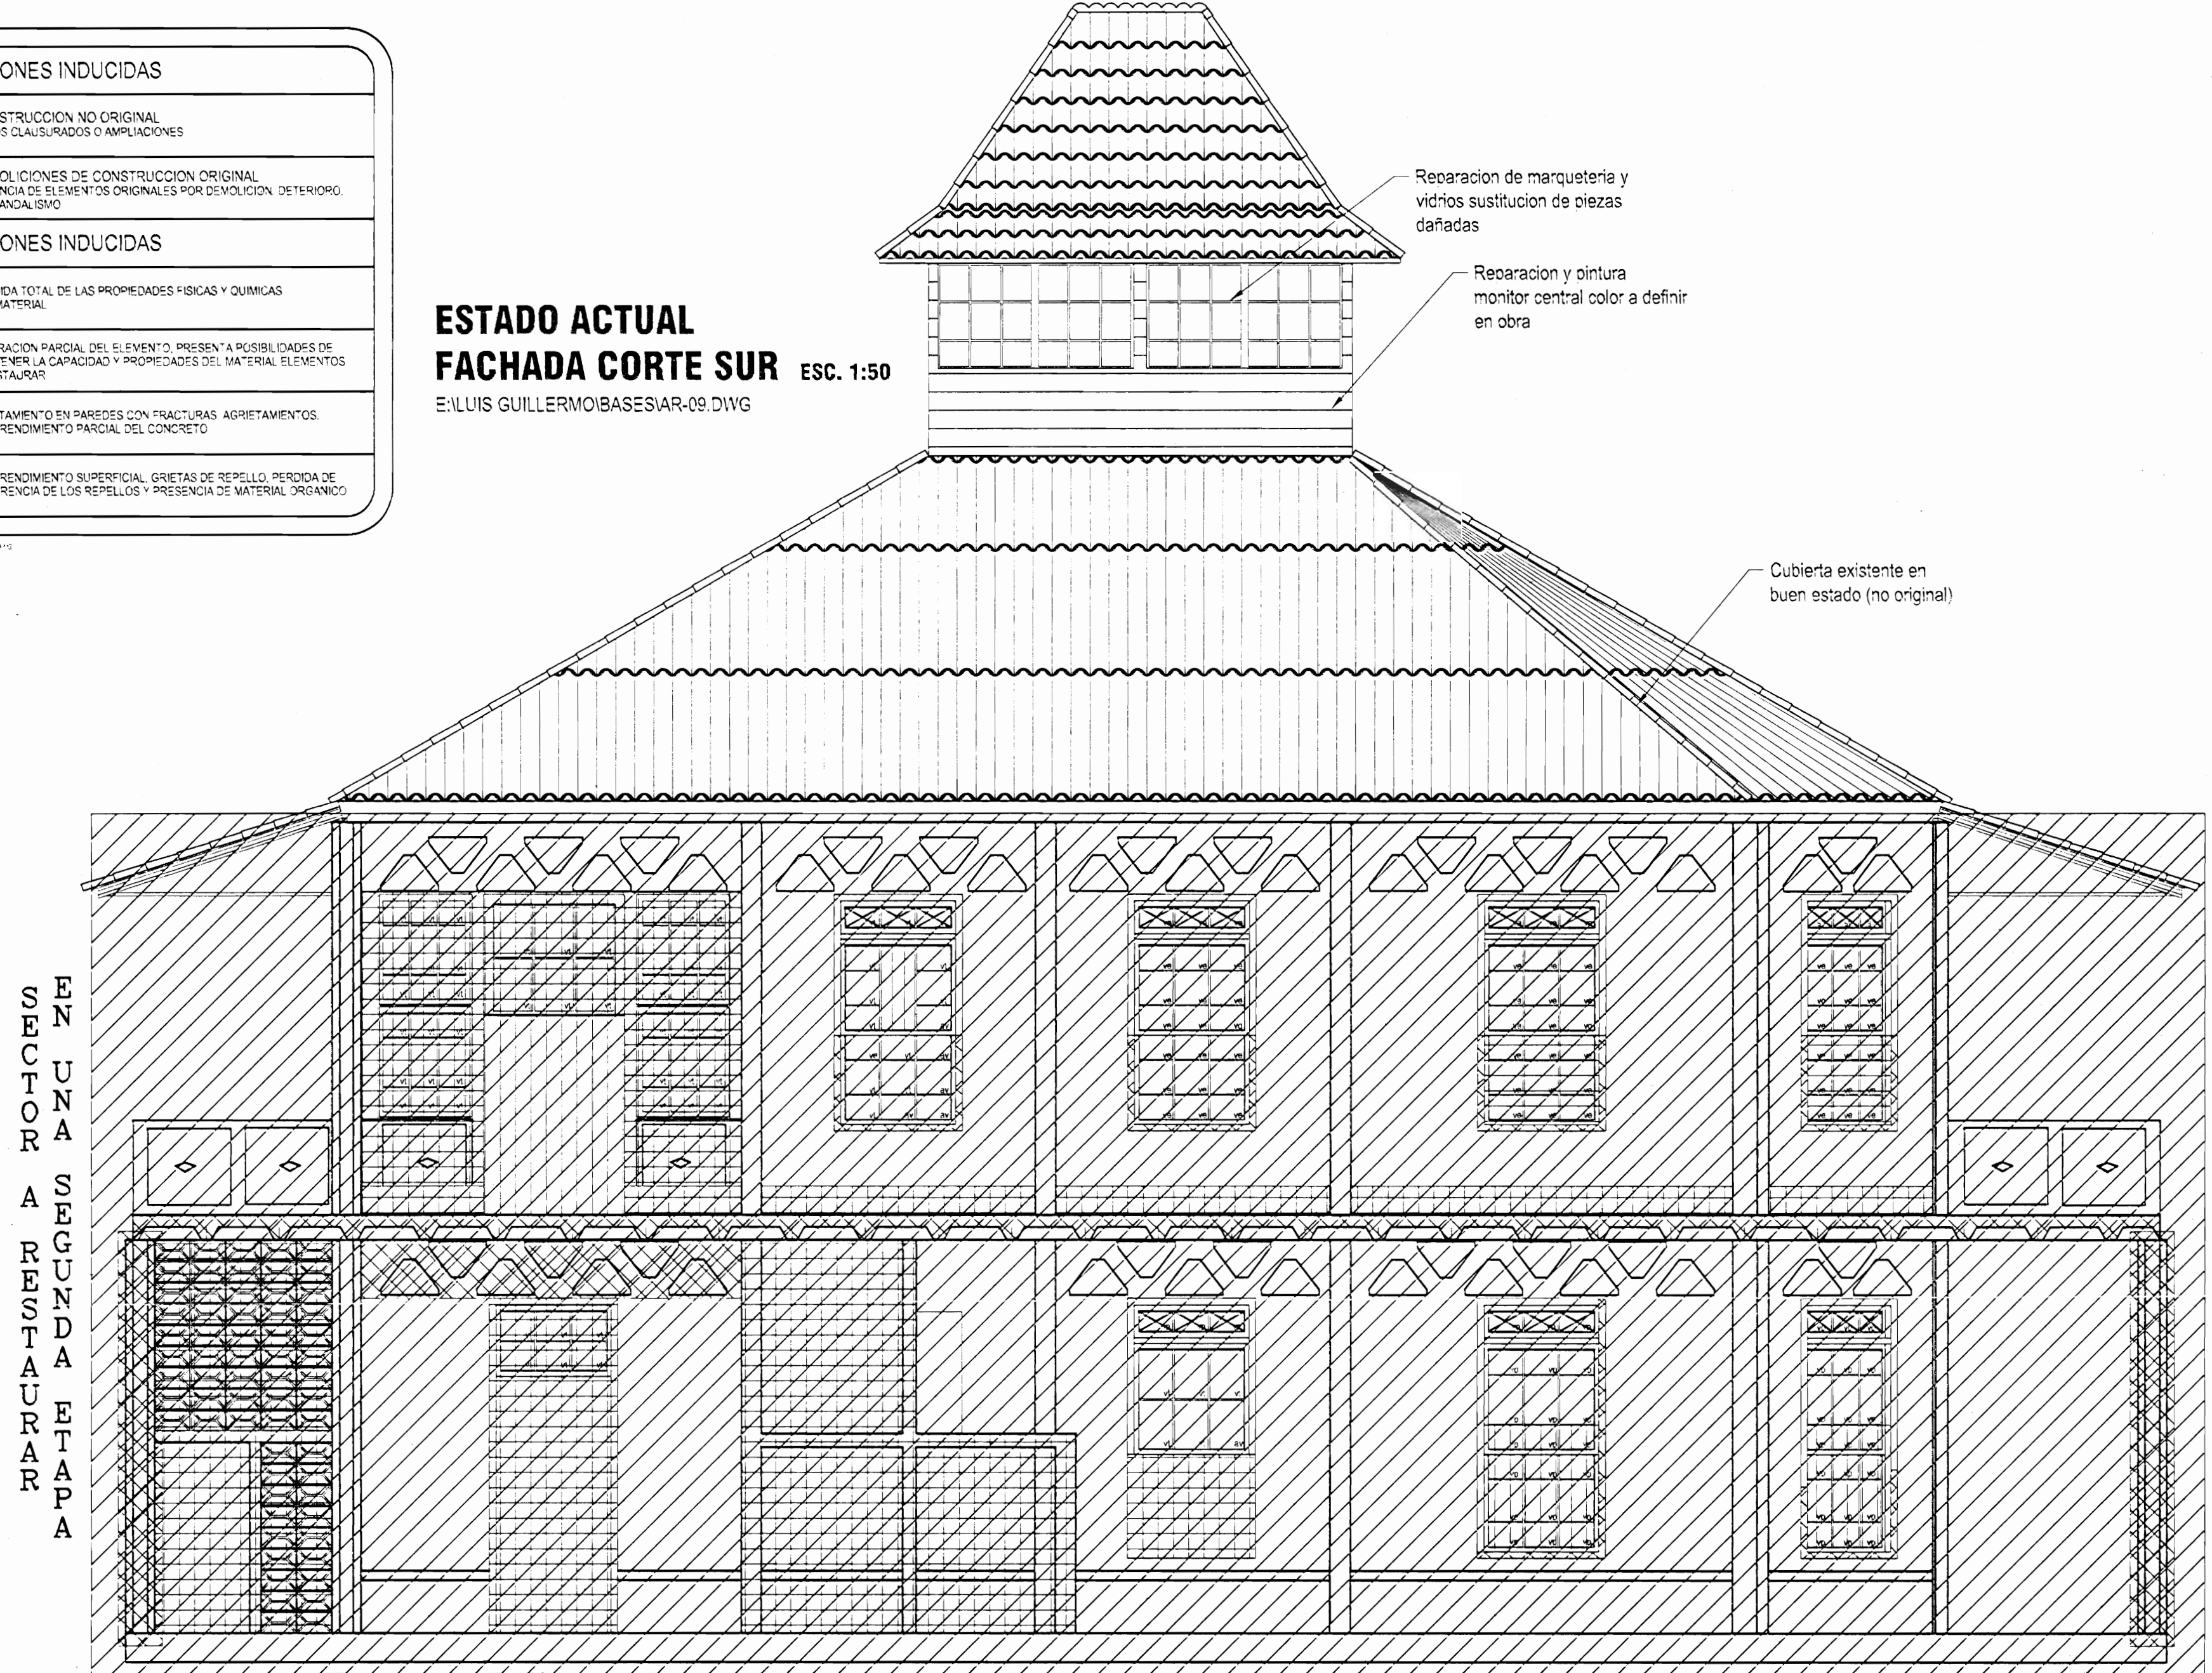 ONES INDUCIDAS
STRUCCION NO ORIGINAL
S CLAUSURADOS O AMPLIACIONES
OLICIONES DE CONSTRUCCION ORIGINAL
NCIA DE ELEMENTOS ORIGINALES POR DEMOLICION, DETERIORO,
ANDALISMO
ONES INDUCIDAS
IDA TOTAL DE LAS PROPIEDADES FISICAS Y QUIMICAS
MATERIAL
RACION PARCIAL DEL ELEMENTO, PRESENTA POSIBILIDADES DE
TENER LA CAPACIDAD Y PROPIEDADES DEL MATERIAL ELEMENTOS
STAURAR
TAMIENTO EN PAREDES CON FRACTURAS, AGRIETAMIENTOS,
RENDIMIENTO PARCIAL DEL CONCRETO
RENDIMIENTO SUPERFICIAL, GRIETAS DE REPELLO, PERDIDA DE
RENCIA DE LOS REPELLOS Y PRESENCIA DE MATERIAL ORGANICO
ESTADO ACTUAL
FACHADA CORTE SUR ESC. 1:50
E:\LUIS GUILLERMO\BASES\AR-09.DWG
Reparacion de marqueteria y
vidrios sustitucion de piezas
dañadas
Reparacion y pintura
monitor central color a definir
en obra
Cubierta existente en
buen estado (no original)
SECTOR A RESTAURAR
EN UNA SEGUNDA ETAPA